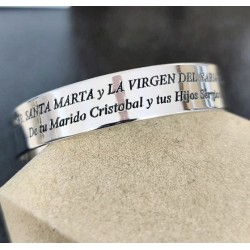 SANTA MARTA y LA VIRGEN DEL
De tu Marido Cristobal y tus Hijos